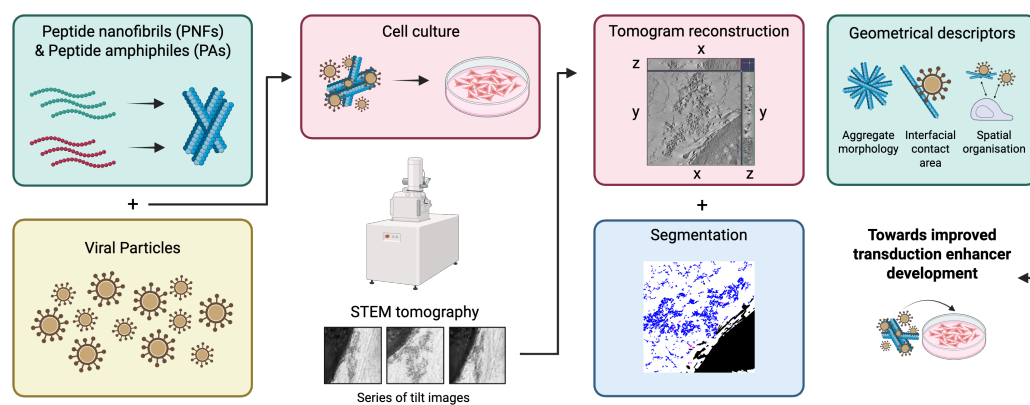 Peptide nanofibrils (PNFs)
& Peptide amphiphiles (PAs)
+
Viral Particles
Cell culture
STEM tomography
Series of tilt images
Tomogram reconstruction
x
z
y
y
x
z
+
Segmentation
Geometrical descriptors
Aggregate
morphology
Interfacial
contact
area
Spatial
organisation
Towards improved
transduction enhancer
development